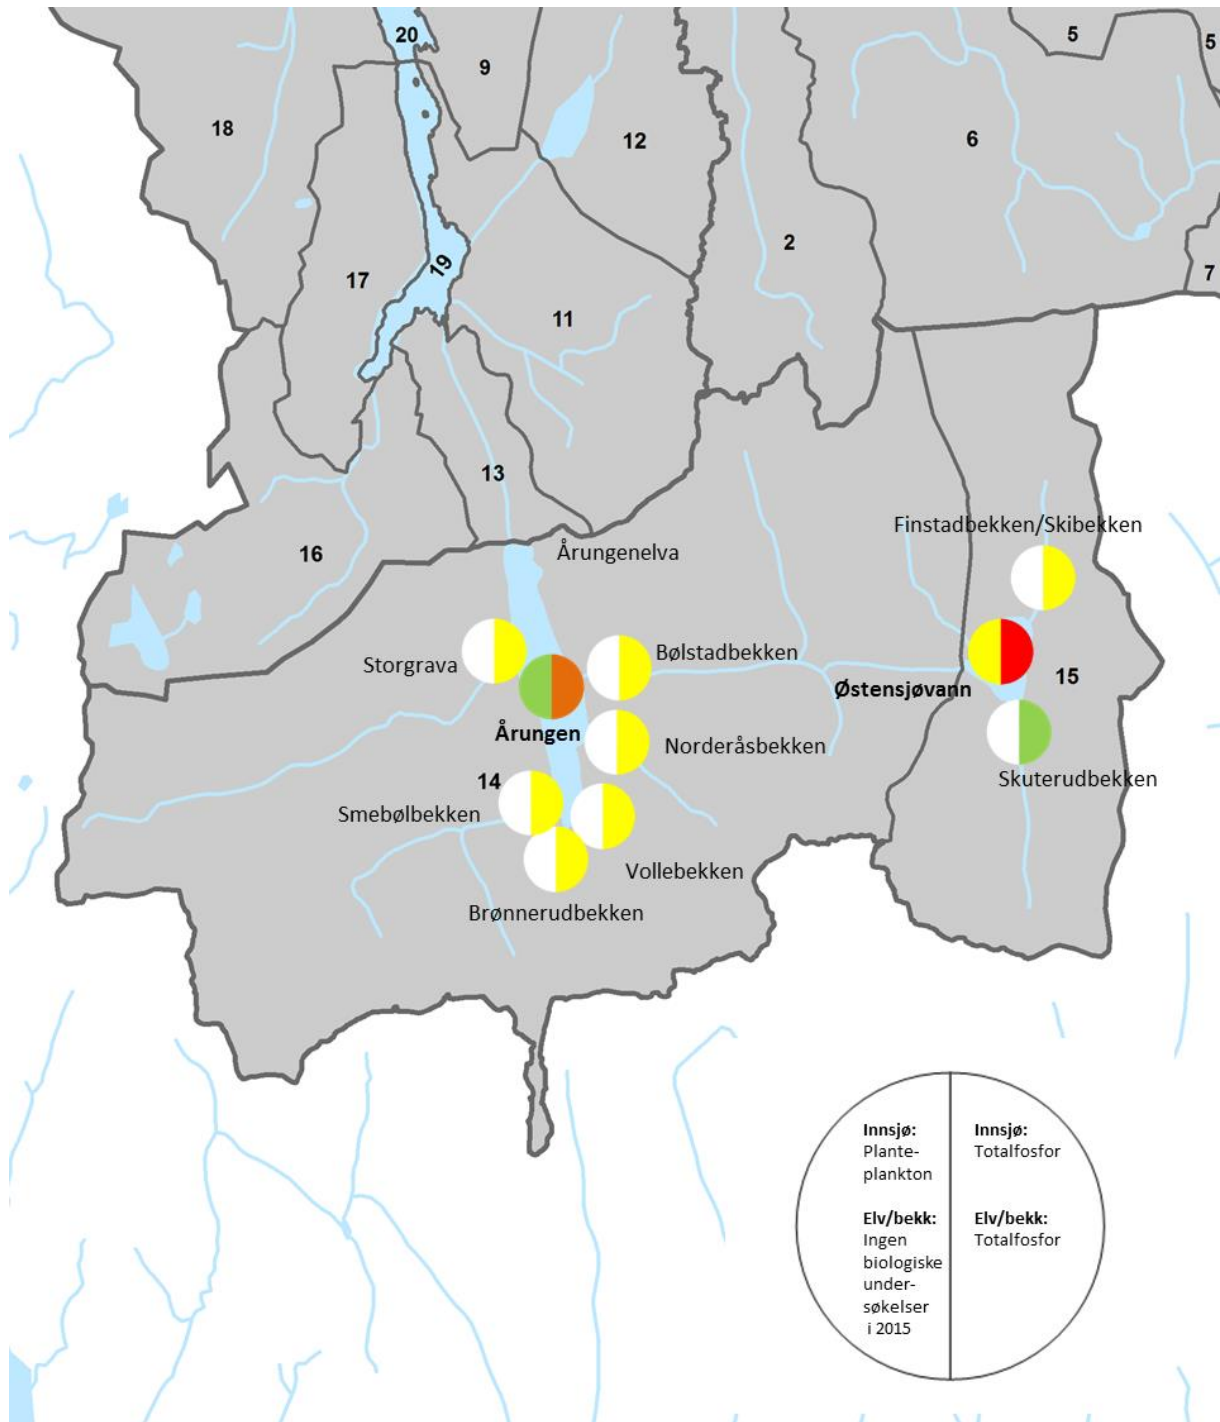 20
5
5
9
18
12
6
2
19
7
17
11
13
Finstadbekken/Skibekken
16
Årungenelva
Storgrava
Bølstadbekken
15
Østensjøvann
Årungen
Norderåsbekken
14
Skuterudbekken
Smebølbekken
Vollebekken
Brønnerudbekken
Innsjø:
Plante-
plankton
Elv/bekk:
Ingen
biologiske
under-
søkelser
i 2015
Innsjø:
Totalfosfor
Elv/bekk:
Totalfosfor